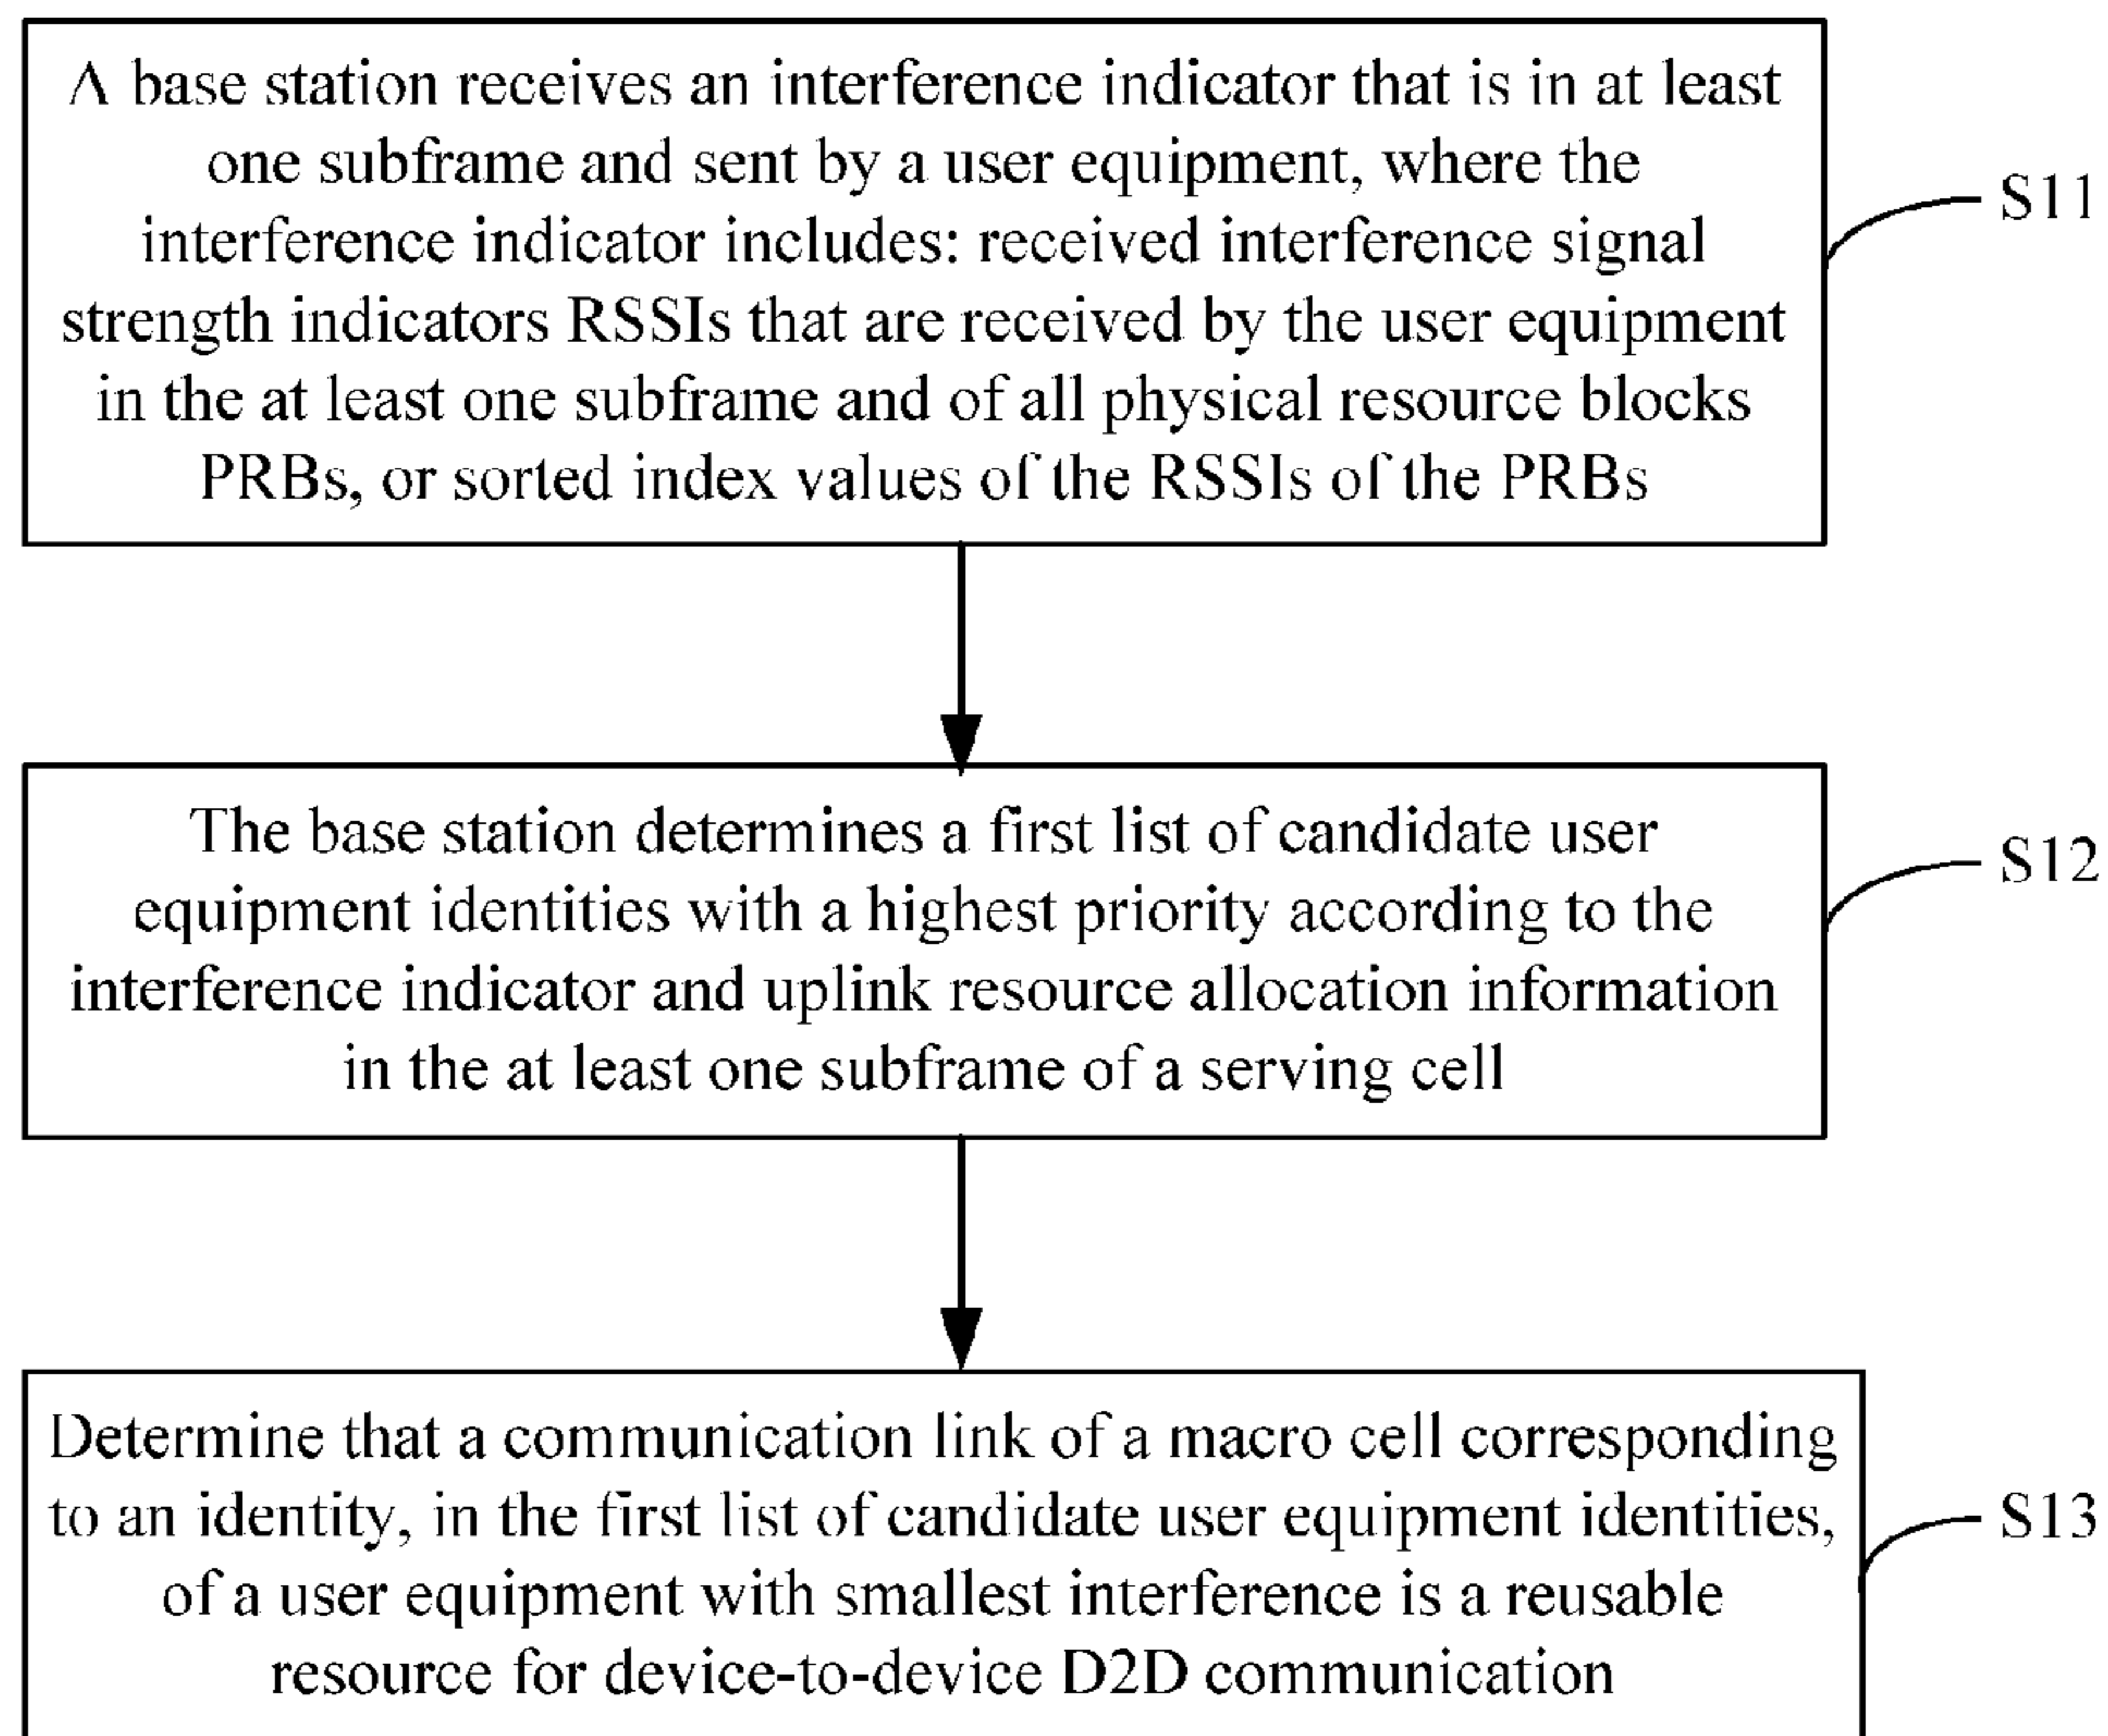 A base station receives an interference indicator that is in at least
one subframe and sent by a user equipment, where the
interference indicator includes: received interference signal
strength indicators RSSIs that are received by the user equipment
in the at least one subframe and of all physical resource blocks
PRBs, or sorted index values of the RSSIs of the PRBs
S11
The base station determines a first list of candidate user
equipment identities with a highest priority according to the
interference indicator and uplink resource allocation information
in the at least one subframe of a serving cell
S12
Determine that a communication link of a macro cell corresponding
to an identity, in the first list of candidate user equipment identities,
of a user equipment with smallest interference is a reusable
resource for device-to-device D2D communication
S13